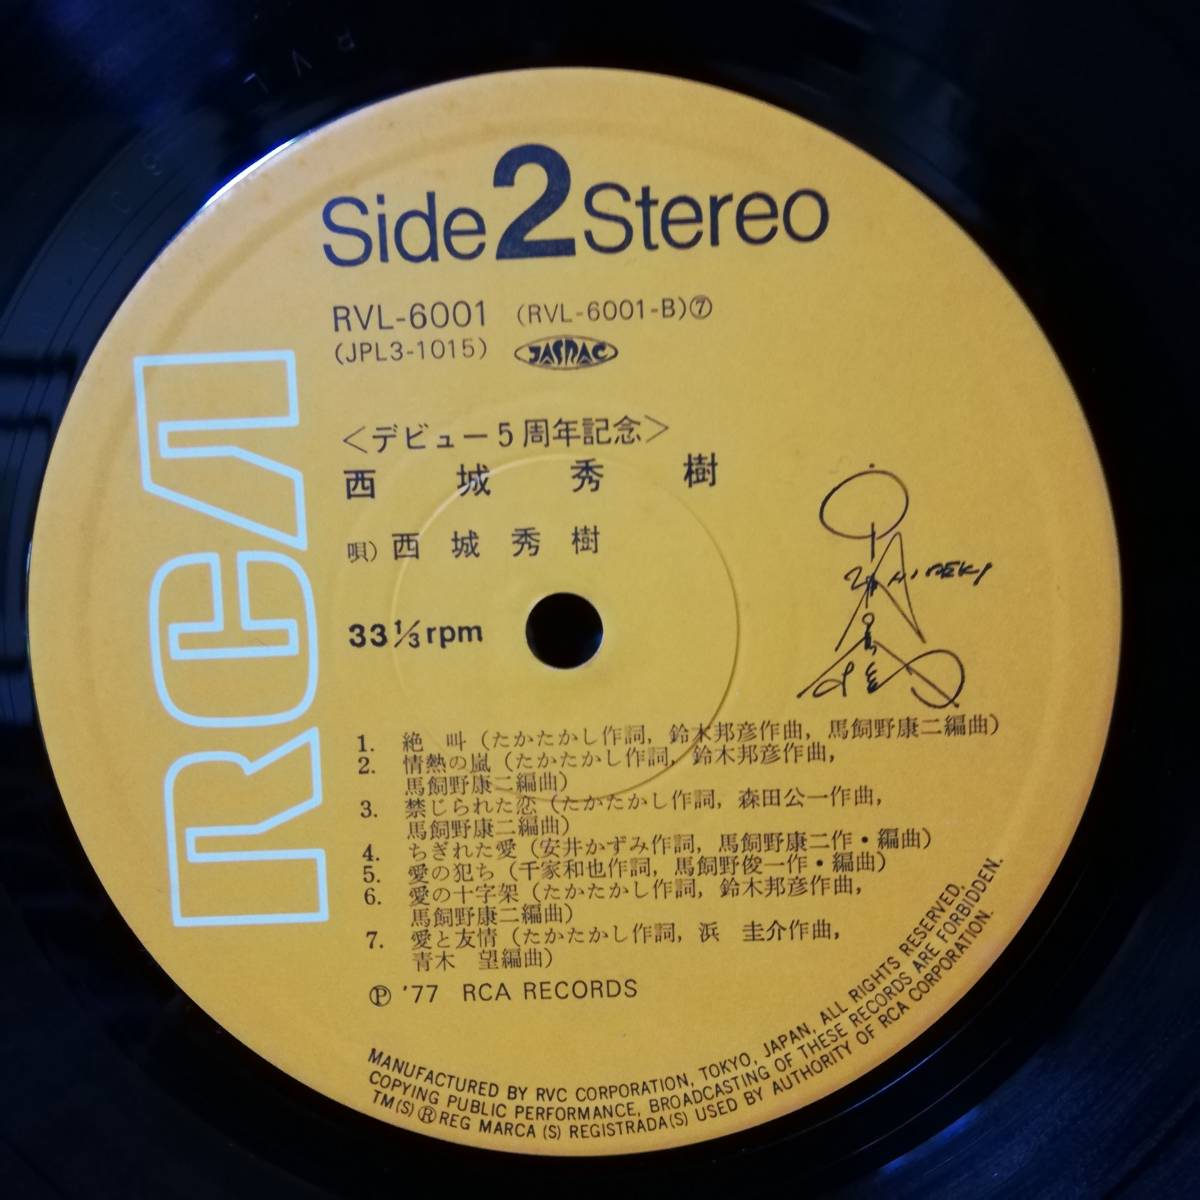 RVL
Side 2 Stereo
RVL-6001 (RVL-6001-B)⑦
(JPL3-1015) JASRAC
RCA
＜デビュー5周年記念＞
西城秀樹
唄）西城秀樹
HIDEKI
33 1/3 rpm
1. 絶 叫（たかたかし作詞，鈴木邦彦作曲，馬飼野康二編曲）
2. 情熱の嵐（たかたかし作詞，鈴木邦彦作曲，
馬飼野康二編曲）
3. 禁じられた恋（たかたかし作詞，森田公一作曲，
馬飼野康二編曲）
4. ちぎれた愛（安井かずみ作詞，馬飼野康二作・編曲）
5. 愛の犯ち（千家和也作詞，馬飼野俊一作・編曲）
6. 愛の十字架（たかたかし作詞，鈴木邦彦作曲，
馬飼野康二編曲）
7. 愛と友情（たかたかし作詞，浜 圭介作曲，
青木 望編曲）
Ⓟ '77 RCA RECORDS
MANUFACTURED BY RVC CORPORATION, TOKYO, JAPAN, ALL RIGHTS RESERVED,
COPYING PUBLIC PERFORMANCE, BROADCASTING OF THESE RECORDS ARE FORBIDDEN.
TM(S) ® REG MARCA (S) REGISTRADA(S) USED BY AUTHORITY OF RCA CORPORATION.